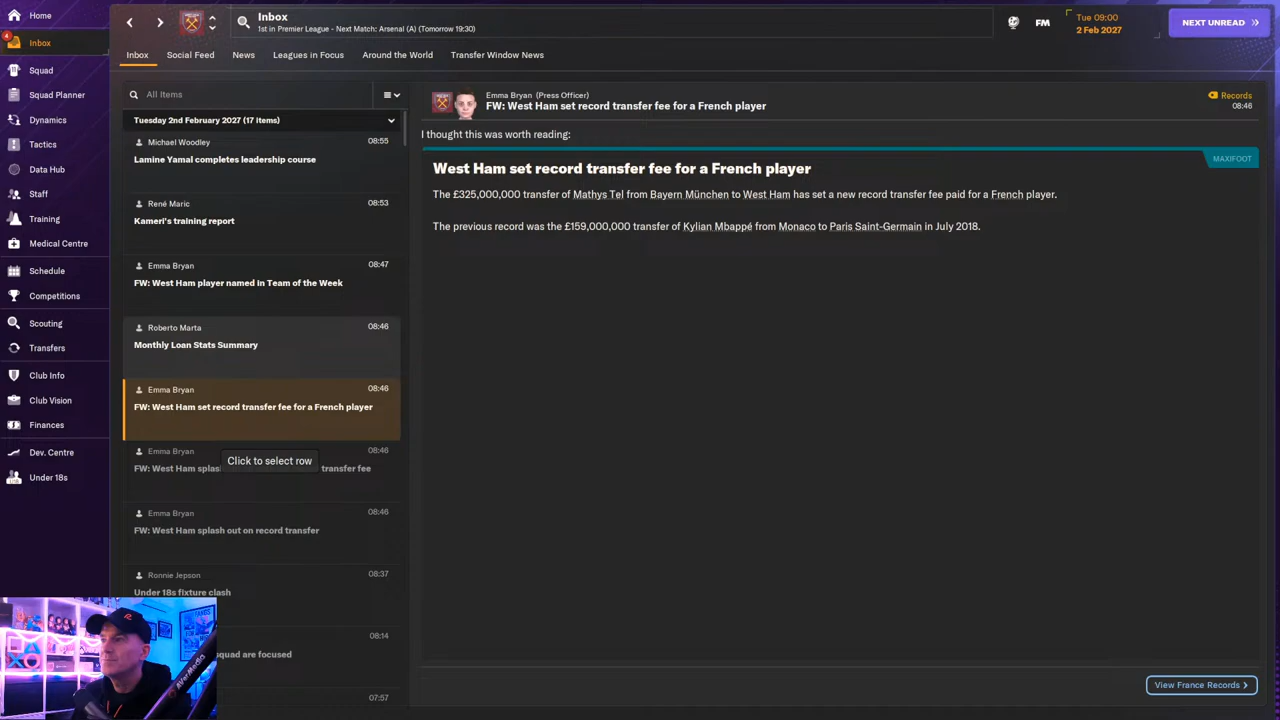 Home
4
Inbox
Squad
Squad Planner
Dynamics
Tactics
Data Hub
Staff
Training
Medical Centre
Schedule
Competitions
Scouting
Transfers
Club Info
Club Vision
Finances
Dev. Centre
Under 18s
Inbox
1st in Premier League - Next Match: Arsenal (A) (Tomorrow 19:30)
FM
Tue 09:00
2 Feb 2027
NEXT UNREAD
Inbox Social Feed News Leagues in Focus Around the World Transfer Window News
All Items
Tuesday 2nd February 2027 (17 items)
Michael Woodley 08:55
Lamine Yamal completes leadership course
René Maric 08:53
Kameri's training report
Emma Bryan 08:47
FW: West Ham player named in Team of the Week
Roberto Marta 08:46
Monthly Loan Stats Summary
Emma Bryan 08:46
FW: West Ham set record transfer fee for a French player
Emma Bryan 08:46
Click to select row
FW: West Ham splas transfer fee
Emma Bryan 08:46
FW: West Ham splash out on record transfer
Ronnie Jepson 08:37
Under 18s fixture clash
08:14
quad are focused
07:57
Emma Bryan (Press Officer)
FW: West Ham set record transfer fee for a French player
Records
08:46
I thought this was worth reading:
MAXIFOOT
West Ham set record transfer fee for a French player
The £325,000,000 transfer of Mathys Tel from Bayern München to West Ham has set a new record transfer fee paid for a French player.
The previous record was the £159,000,000 transfer of Kylian Mbappé from Monaco to Paris Saint-Germain in July 2018.
View France Records
AVerMedia